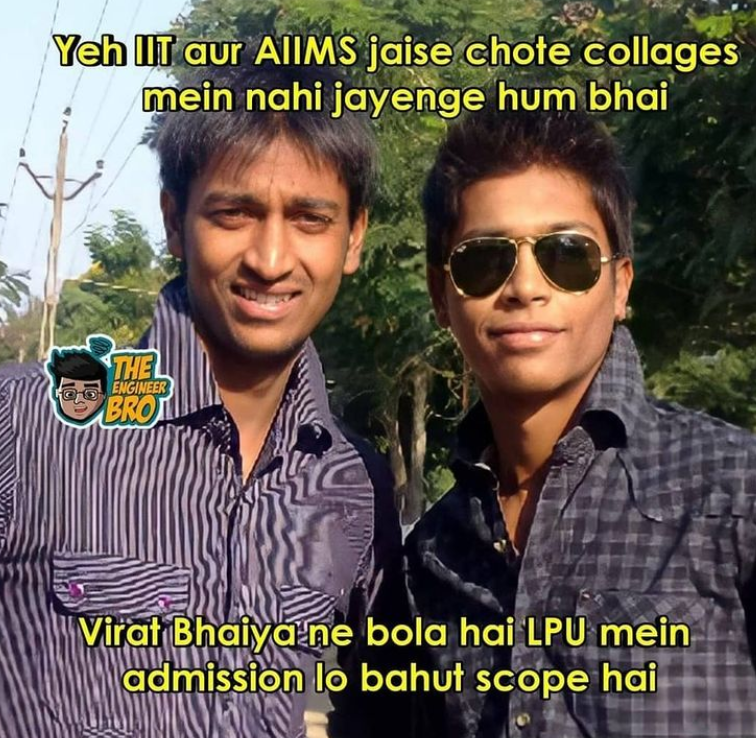 Yeh IIT aur AIIMS jaise chote collages
mein nahi jayenge hum bhai
THE
ENGINEER
BRO
Virat Bhaiya ne bola hai LPU mein
admission lo bahut scope hai